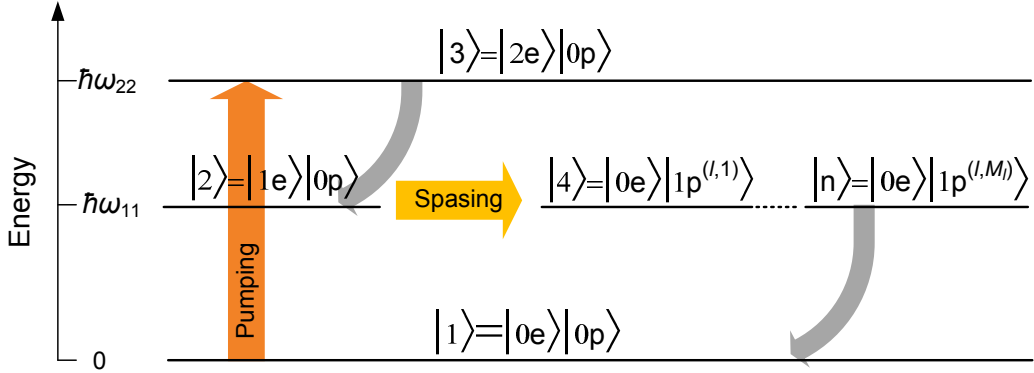 |3⟩=|2e⟩|0p⟩
ħω₂₂
|2⟩=|1e⟩|0p⟩
Spasing
|4⟩=|0e⟩|1p⁽ˡ,¹⁾⟩
|n⟩=|0e⟩|1p⁽ˡ,ᴹₗ⁾⟩
ħω₁₁
Energy
Pumping
|1⟩=|0e⟩|0p⟩
0